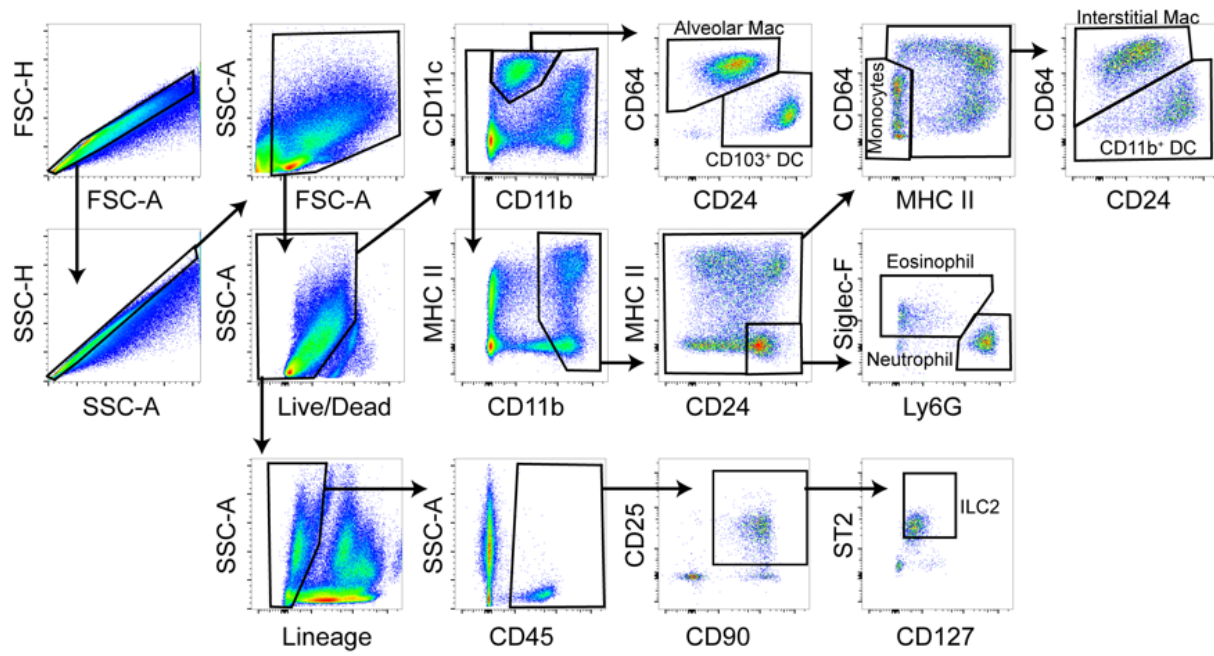 FSC-H
FSC-A
SSC-A
FSC-A
CD11c
CD11b
Alveolar Mac
CD64
CD103⁺ DC
CD24
CD64
Monocytes
MHC II
Interstitial Mac
CD64
CD11b⁺ DC
CD24
SSC-H
SSC-A
SSC-A
Live/Dead
MHC II
CD11b
MHC II
CD24
Siglec-F
Eosinophil
Neutrophil
Ly6G
SSC-A
Lineage
SSC-A
CD45
CD25
CD90
ST2
ILC2
CD127